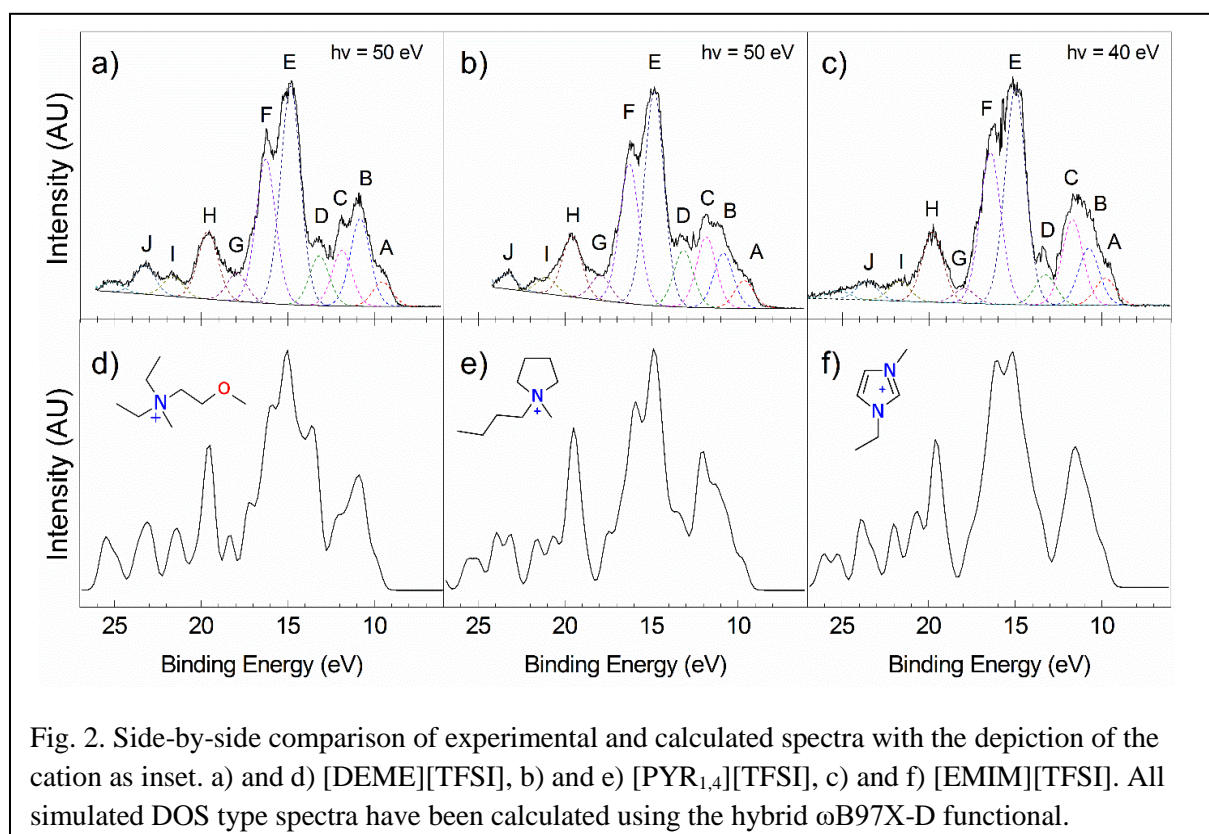 a)
hν = 50 eV
E
F
B
C
D
A
H
G
J
I
b)
hν = 50 eV
E
F
C
B
D
A
H
G
J
I
c)
hν = 40 eV
E
F
C
B
D
A
H
G
J
I
Intensity (AU)
d)
N
+
O
e)
N
+
f)
N
+
N
Intensity (AU)
25 20 15 10
25 20 15 10
25 20 15 10
Binding Energy (eV)
Binding Energy (eV)
Binding Energy (eV)
Fig. 2. Side-by-side comparison of experimental and calculated spectra with the depiction of the
cation as inset. a) and d) [DEME][TFSI], b) and e) [PYR1,4][TFSI], c) and f) [EMIM][TFSI]. All
simulated DOS type spectra have been calculated using the hybrid ωB97X-D functional.